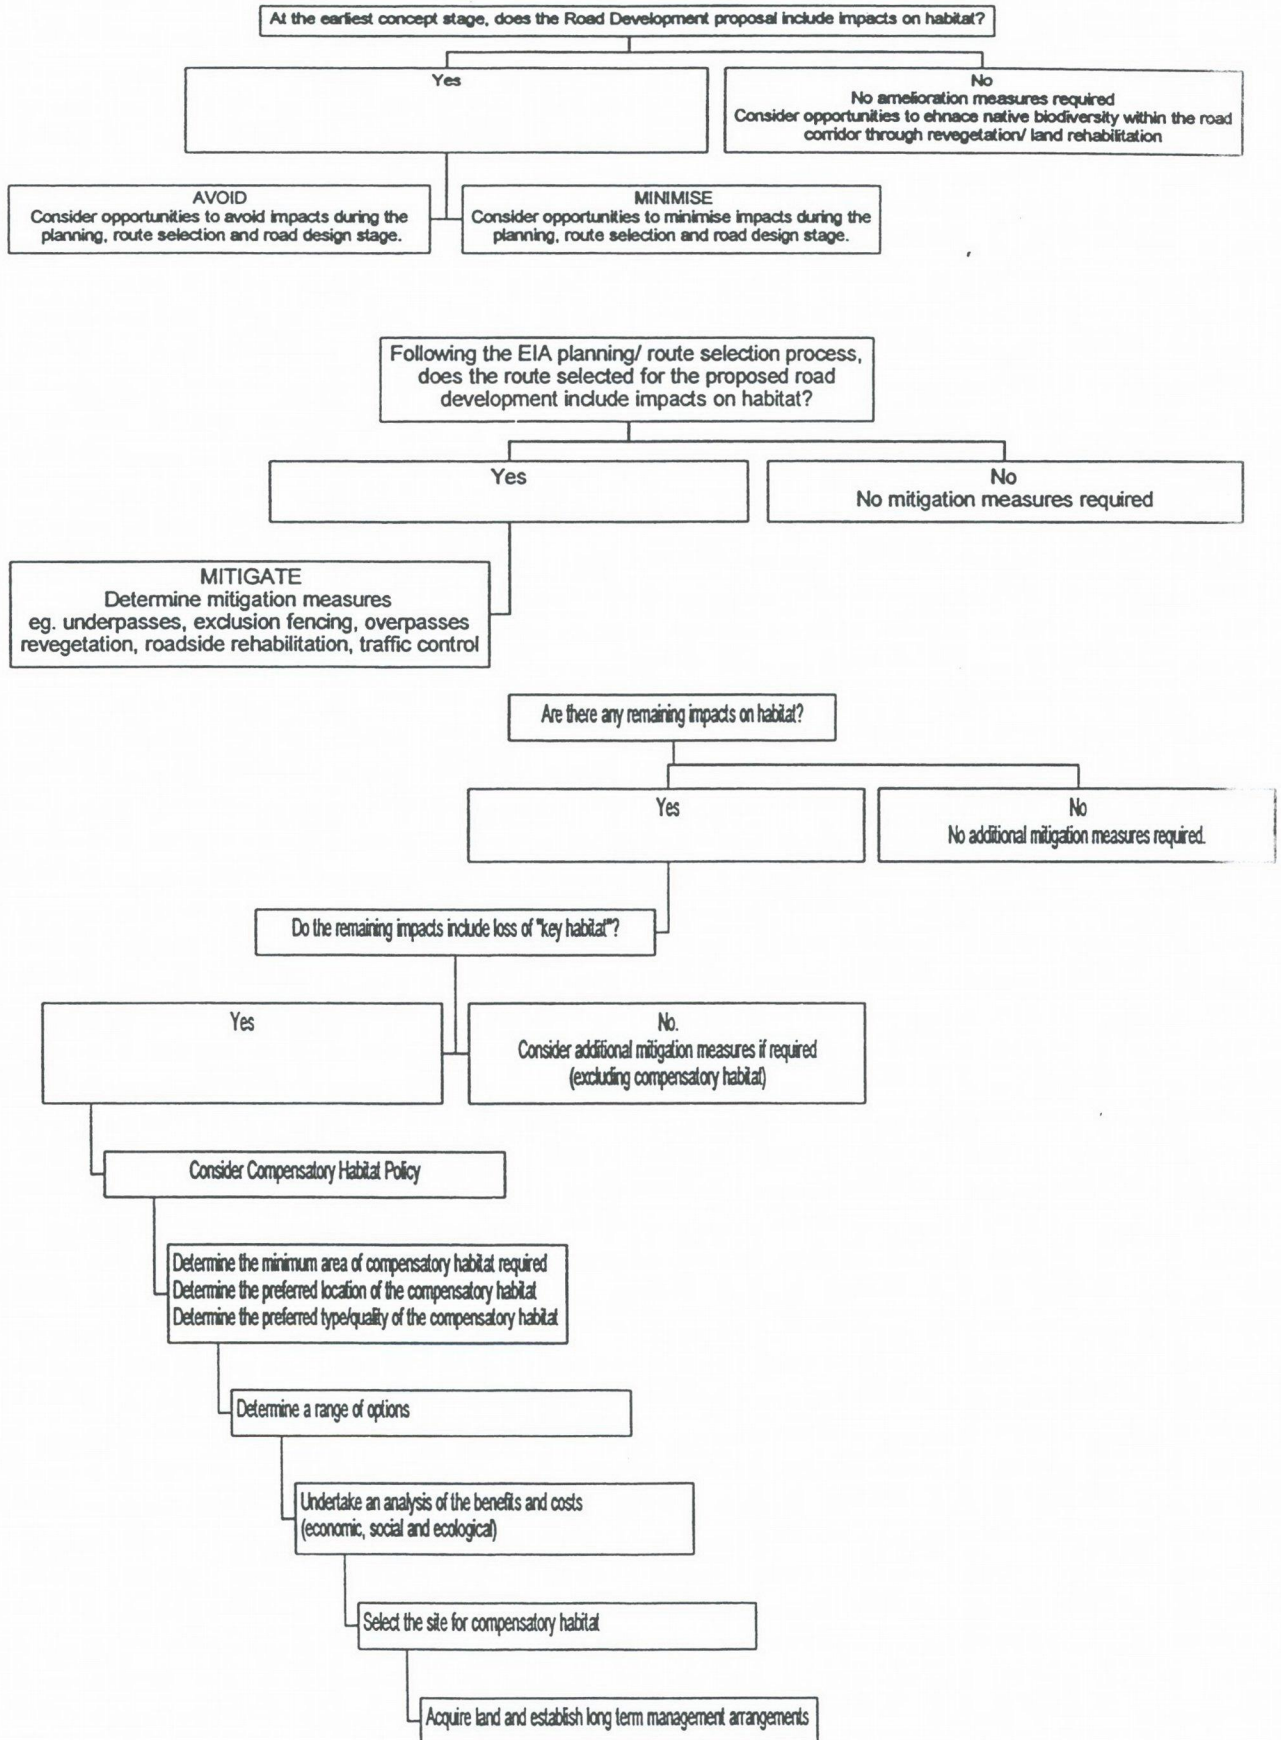 At the earliest concept stage, does the Road Development proposal include impacts on habitat?
Yes
No
No amelioration measures required
Consider opportunities to ehnace native biodiversity within the road
corridor through revegetation/ land rehabilitation
AVOID
Consider opportunities to avoid impacts during the
planning, route selection and road design stage.
MINIMISE
Consider opportunities to minimise impacts during the
planning, route selection and road design stage.
Following the EIA planning/ route selection process,
does the route selected for the proposed road
development include impacts on habitat?
Yes
No
No mitigation measures required
MITIGATE
Determine mitigation measures
eg. underpasses, exclusion fencing, overpasses
revegetation, roadside rehabilitation, traffic control
Are there any remaining impacts on habitat?
Yes
No
No additional mitigation measures required.
Do the remaining impacts include loss of "key habitat"?
Yes
No.
Consider additional mitigation measures if required
(excluding compensatory habitat)
Consider Compensatory Habitat Policy
Determine the minimum area of compensatory habitat required
Determine the preferred location of the compensatory habitat
Determine the preferred type/quality of the compensatory habitat
Determine a range of options
Undertake an analysis of the benefits and costs
(economic, social and ecological)
Select the site for compensatory habitat
Acquire land and establish long term management arrangements